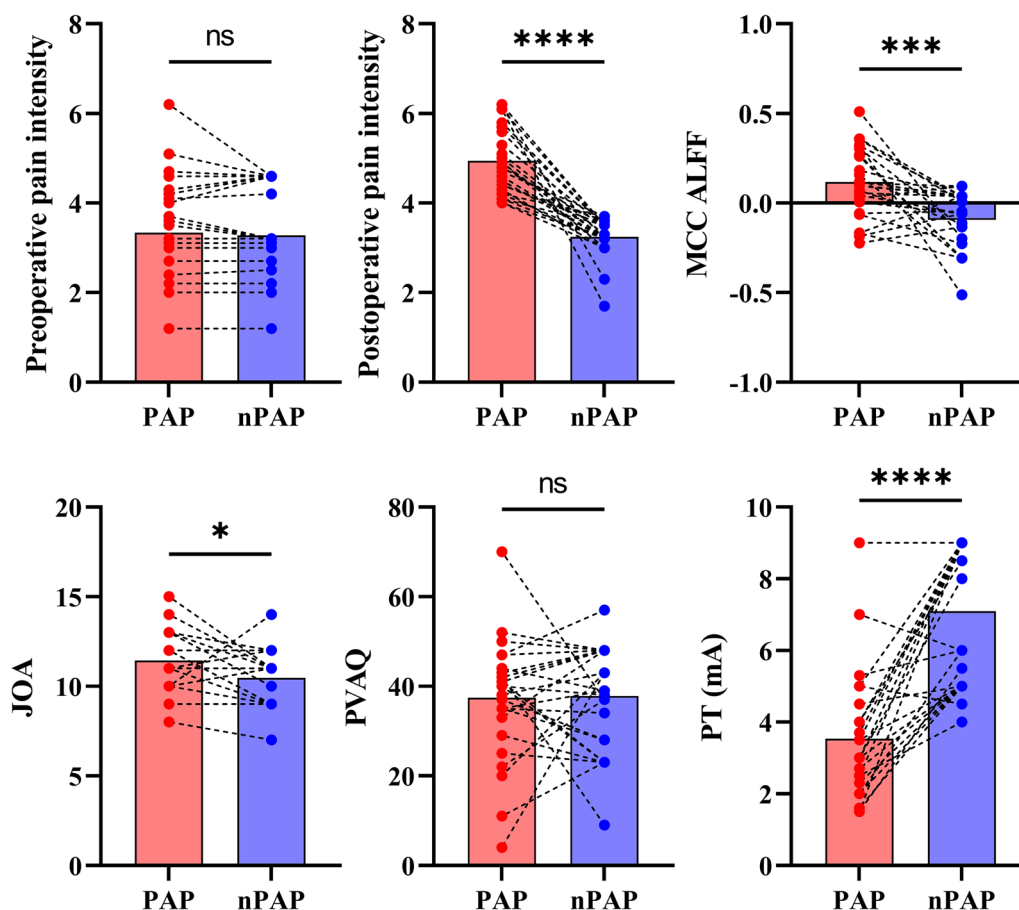 Preoperative pain intensity
8
6
4
2
0
ns
PAP nPAP
Postoperative pain intensity
8
6
4
2
0
****
PAP nPAP
MCC ALFF
1.0
0.5
0.0
-0.5
-1.0
***
PAP nPAP
JOA
20
15
10
5
0
*
PAP nPAP
PVAQ
80
60
40
20
0
ns
PAP nPAP
PT (mA)
10
8
6
4
2
0
****
PAP nPAP